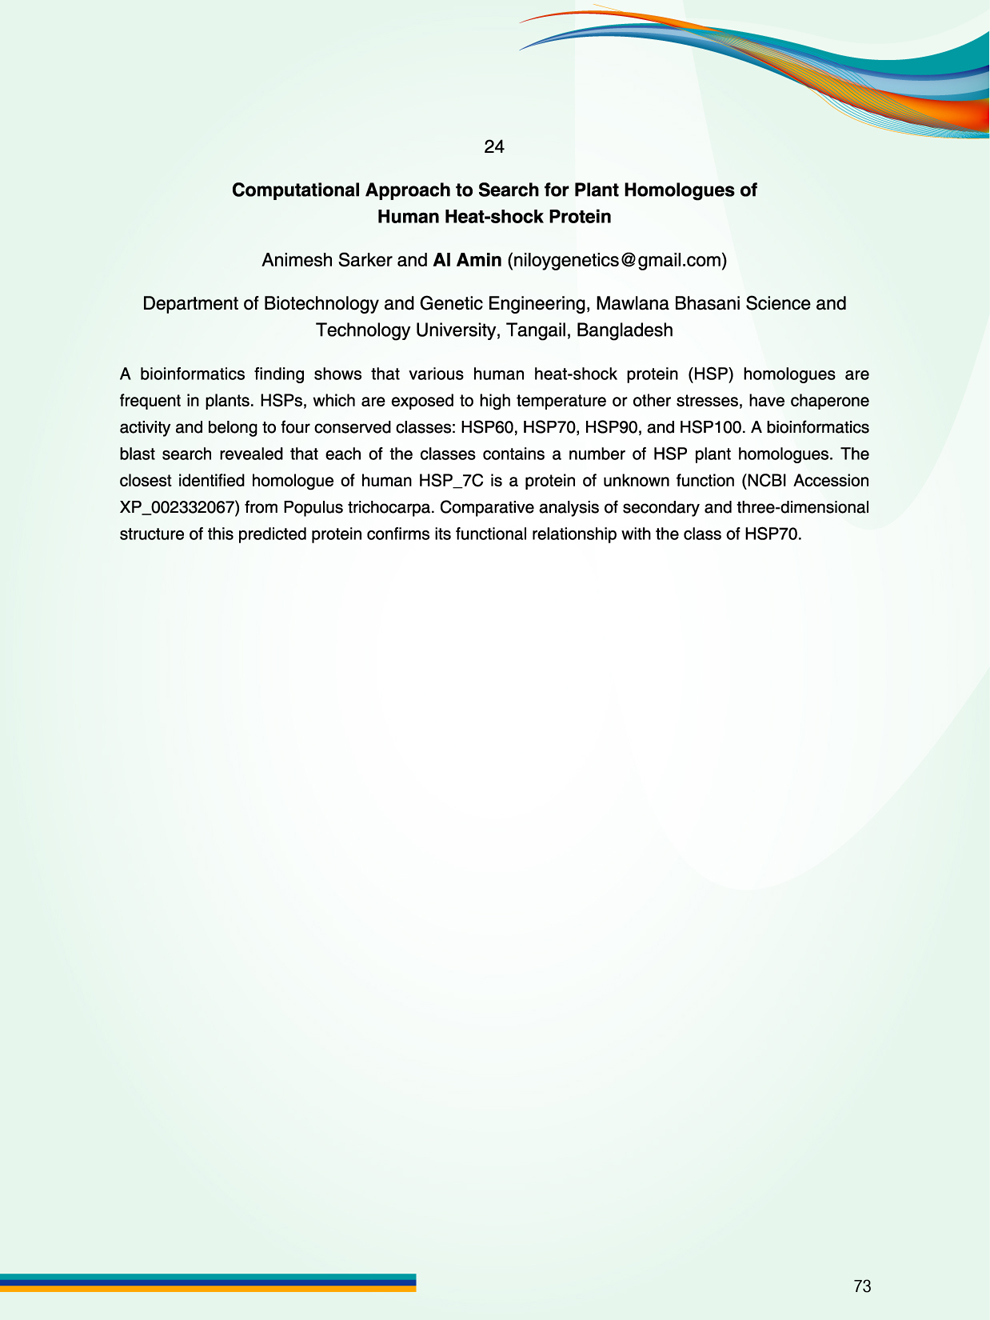 24
Computational Approach to Search for Plant Homologues of
Human Heat-shock Protein
Animesh Sarker and Al Amin (niloygenetics@gmail.com)
Department of Biotechnology and Genetic Engineering, Mawlana Bhasani Science and
Technology University, Tangail, Bangladesh
A bioinformatics finding shows that various human heat-shock protein (HSP) homologues are
frequent in plants. HSPs, which are exposed to high temperature or other stresses, have chaperone
activity and belong to four conserved classes: HSP60, HSP70, HSP90, and HSP100. A bioinformatics
blast search revealed that each of the classes contains a number of HSP plant homologues. The
closest identified homologue of human HSP_7C is a protein of unknown function (NCBI Accession
XP_002332067) from Populus trichocarpa. Comparative analysis of secondary and three-dimensional
structure of this predicted protein confirms its functional relationship with the class of HSP70.
73